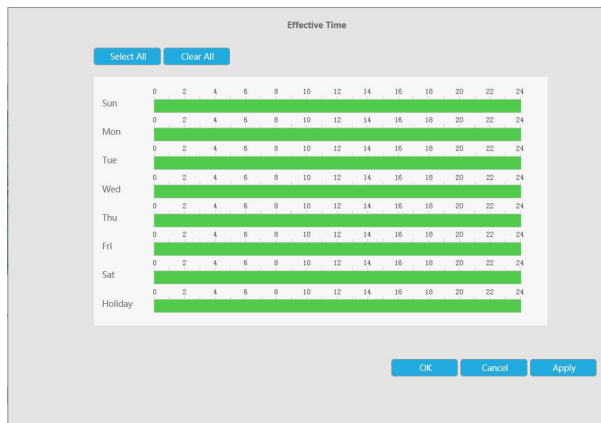 Effective Time
Select All Clear All
0 2 4 6 8 10 12 14 16 18 20 22 24
Sun
0 2 4 6 8 10 12 14 16 18 20 22 24
Mon
0 2 4 6 8 10 12 14 16 18 20 22 24
Tue
0 2 4 6 8 10 12 14 16 18 20 22 24
Wed
0 2 4 6 8 10 12 14 16 18 20 22 24
Thu
0 2 4 6 8 10 12 14 16 18 20 22 24
Fri
0 2 4 6 8 10 12 14 16 18 20 22 24
Sat
0 2 4 6 8 10 12 14 16 18 20 22 24
Holiday
OK Cancel Apply